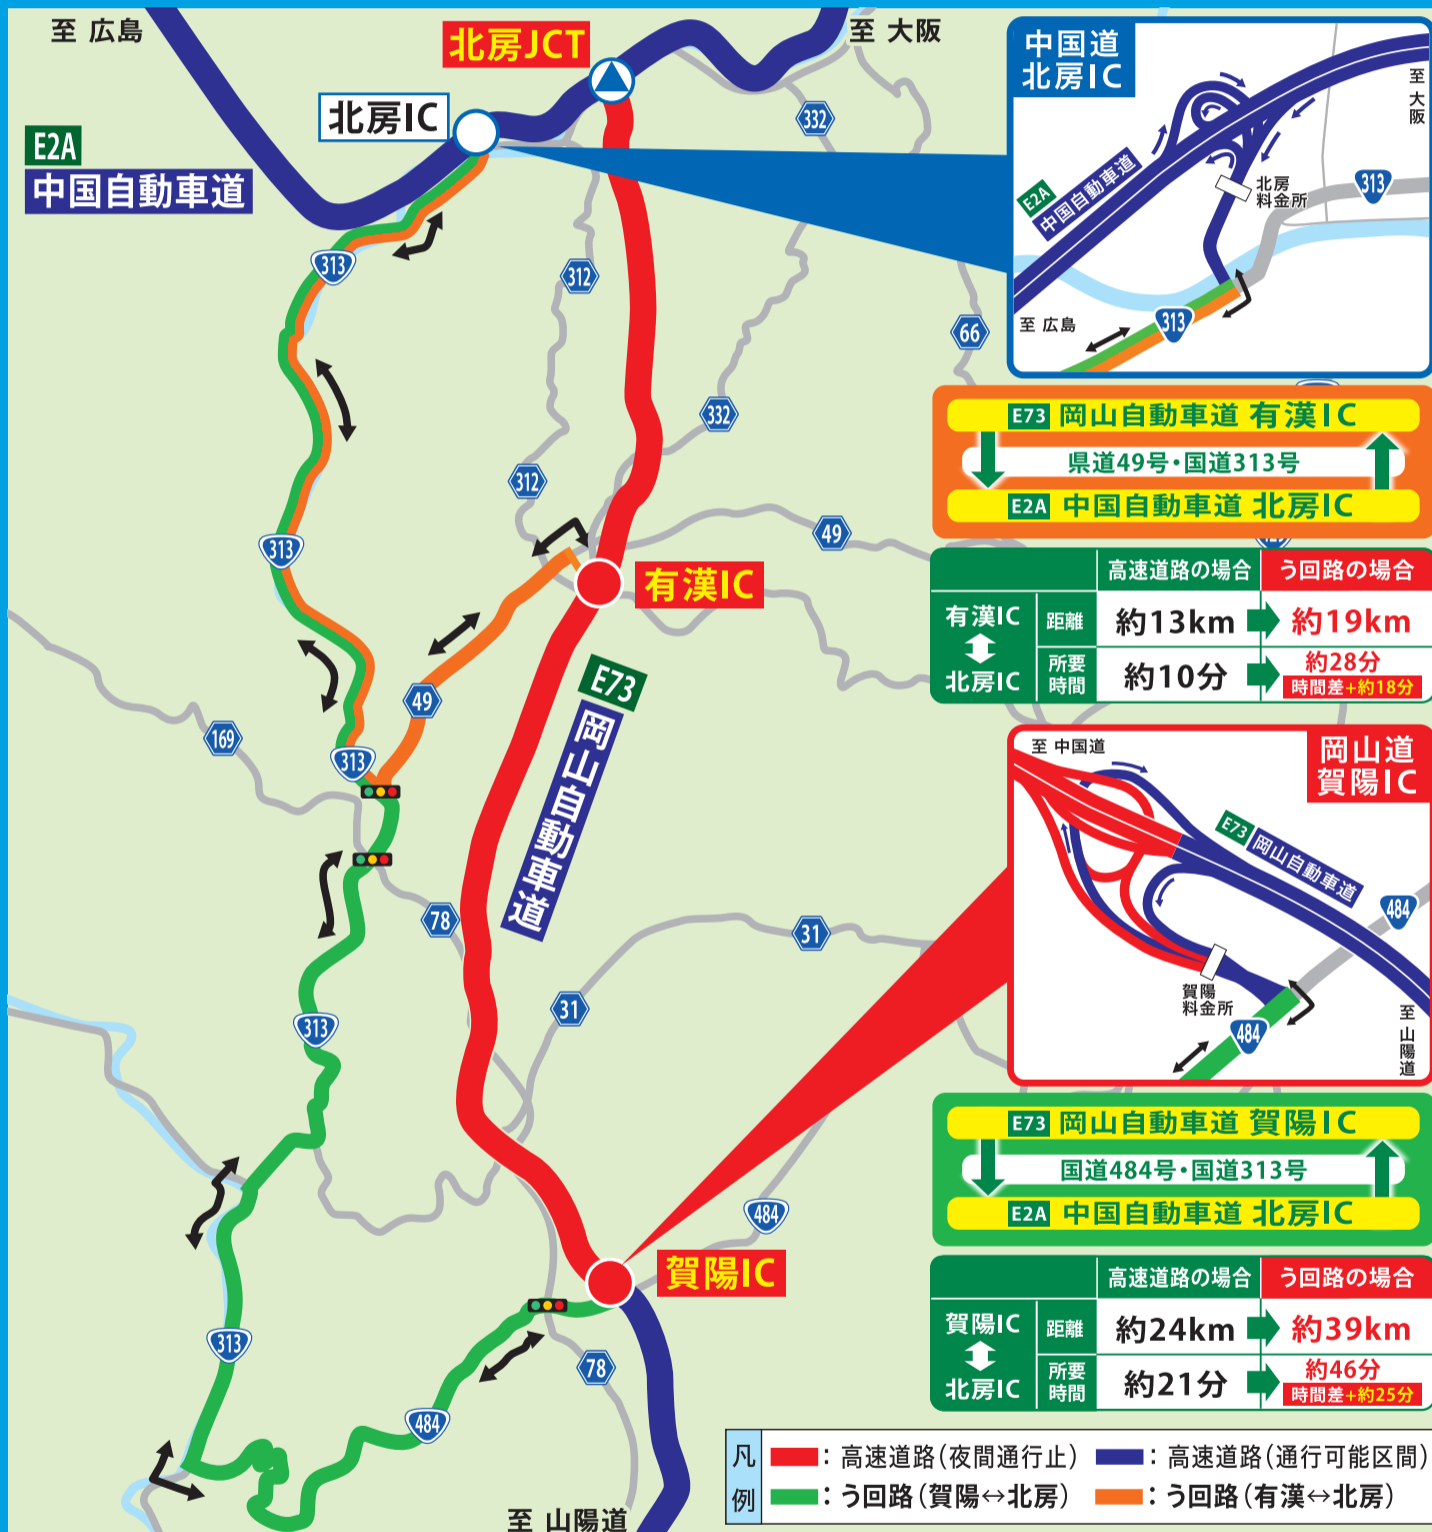 至 広島
北房JCT
至 大阪
北房IC
E2A
中国自動車道
332
313
312
66
332
312
313
49
有漢IC
E73
岡山自動車道
49
169
313
78
31
31
313
484
賀陽IC
313
78
484
至 山陽道
中国道
北房IC
至 大阪
E2A
中国自動車道
北房
料金所
313
至 広島
313
E73 岡山自動車道 有漢IC
県道49号・国道313号
E2A 中国自動車道 北房IC
高速道路の場合 う回路の場合
有漢IC
北房IC
距離 約13km 約19km
所要
時間
約10分 約28分
時間差+約18分
岡山道
賀陽IC
至 中国道
E73 岡山自動車道
484
賀陽
料金所
484
至 山陽道
E73 岡山自動車道 賀陽IC
国道484号・国道313号
E2A 中国自動車道 北房IC
高速道路の場合 う回路の場合
賀陽IC
北房IC
距離 約24km 約39km
所要
時間
約21分 約46分
時間差+約25分
凡例
：高速道路（夜間通行止） ：高速道路（通行可能区間）
：う回路（賀陽↔北房） ：う回路（有漢↔北房）